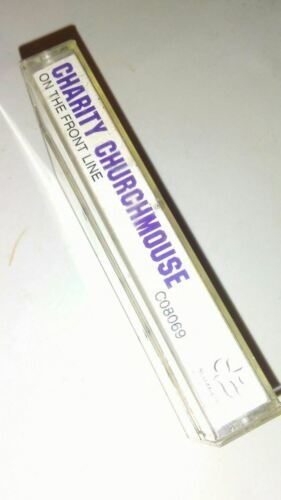 CHARITY CHURCHMOUSE
ON THE FRONT LINE
C08069